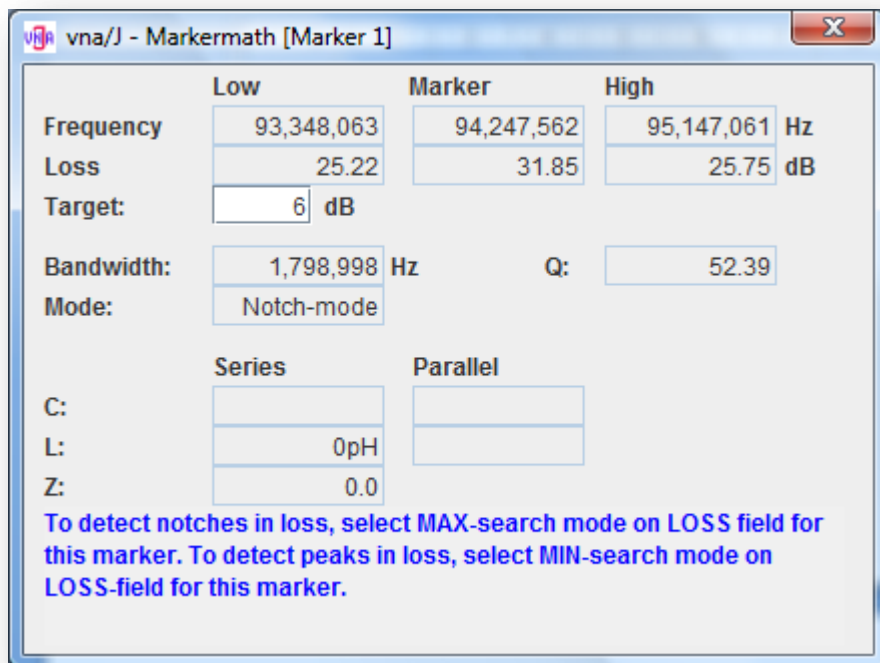 vna/J - Markermath [Marker 1]
Low Marker High
Frequency 93,348,063 94,247,562 95,147,061 Hz
Loss 25.22 31.85 25.75 dB
Target: 6 dB
Bandwidth: 1,798,998 Hz Q: 52.39
Mode: Notch-mode
Series Parallel
C:
L: 0pH
Z: 0.0
To detect notches in loss, select MAX-search mode on LOSS field for
this marker. To detect peaks in loss, select MIN-search mode on
LOSS-field for this marker.